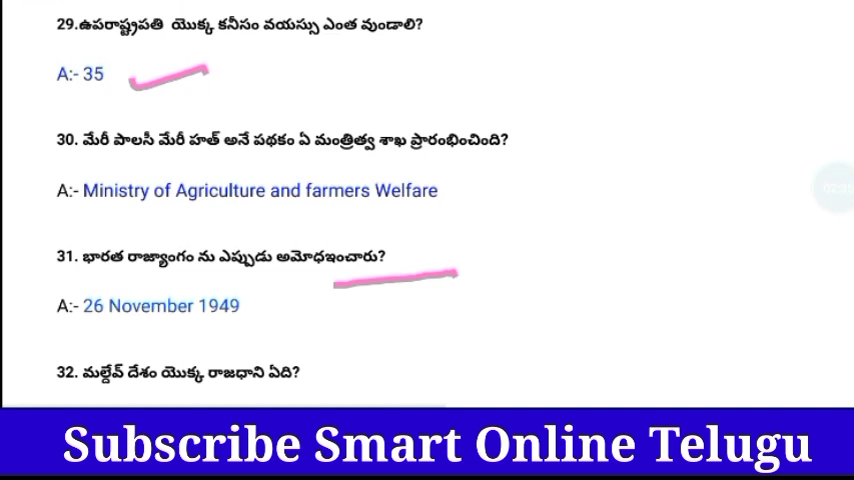 29.ఉపరాష్ట్రపతి యొక్క కనీసం వయస్సు ఎంత వుండాలి?
A:- 35
30. మేరీ పాలసీ మేరీ హత్ అనే పథకం ఏ మంత్రిత్వ శాఖ ప్రారంభించింది?
A:- Ministry of Agriculture and farmers Welfare
31. భారత రాజ్యాంగం ను ఎప్పుడు అమోధఇంచారు?
A:- 26 November 1949
32. మల్దేవ్ దేశం యొక్క రాజధాని ఏది?
Subscribe Smart Online Telugu